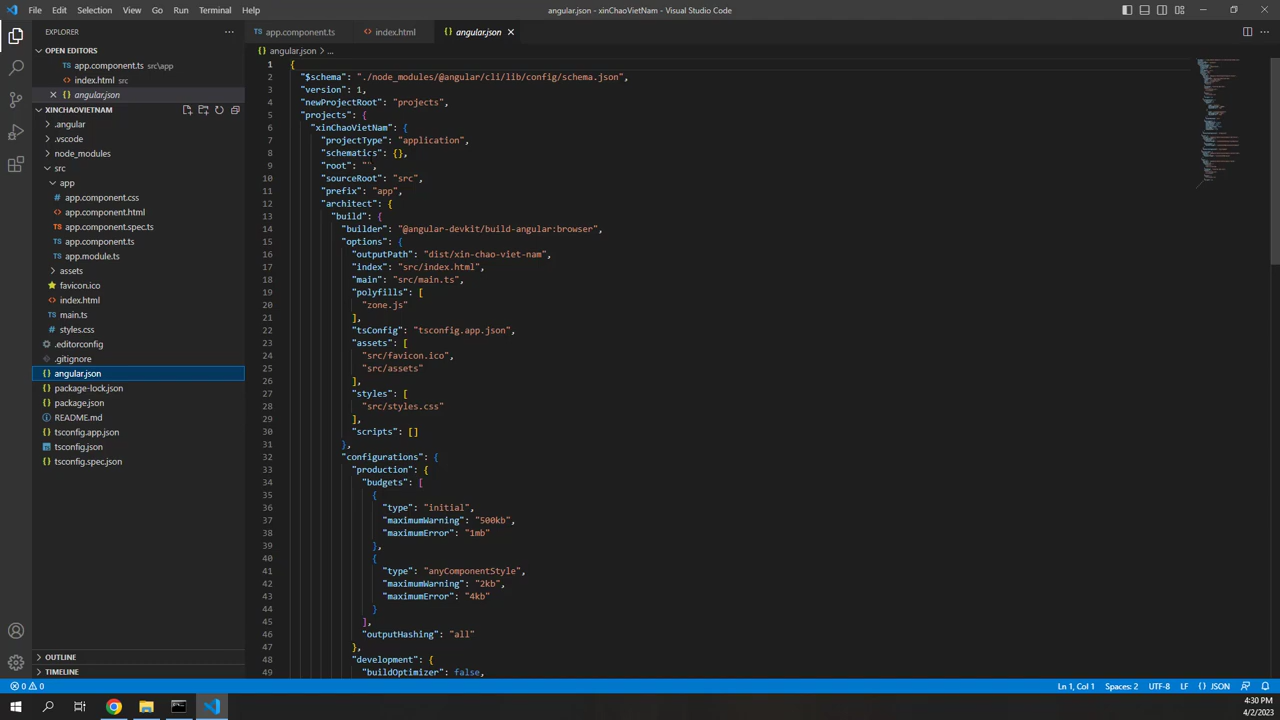 File Edit Selection View Go Run Terminal Help
angular.json - xinChaoVietNam - Visual Studio Code
EXPLORER
OPEN EDITORS
app.component.ts src\app
index.html src
angular.json
XINCHAOVIETNAM
.angular
.vscode
node_modules
src
app
app.component.css
app.component.html
app.component.spec.ts
app.component.ts
app.module.ts
assets
favicon.ico
index.html
main.ts
styles.css
.editorconfig
.gitignore
angular.json
package-lock.json
package.json
README.md
tsconfig.app.json
tsconfig.json
tsconfig.spec.json
OUTLINE
TIMELINE
app.component.ts index.html angular.json
angular.json > ...
1 {
2 "$schema": "./node_modules/@angular/cli/lib/config/schema.json",
3 "version": 1,
4 "newProjectRoot": "projects",
5 "projects": {
6 "xinChaoVietNam": {
7 "projectType": "application",
8 "schematics": {},
9 "root": "",
10 "sourceRoot": "src",
11 "prefix": "app",
12 "architect": {
13 "build": {
14 "builder": "@angular-devkit/build-angular:browser",
15 "options": {
16 "outputPath": "dist/xin-chao-viet-nam",
17 "index": "src/index.html",
18 "main": "src/main.ts",
19 "polyfills": [
20 "zone.js"
21 ],
22 "tsConfig": "tsconfig.app.json",
23 "assets": [
24 "src/favicon.ico",
25 "src/assets"
26 ],
27 "styles": [
28 "src/styles.css"
29 ],
30 "scripts": []
31 },
32 "configurations": {
33 "production": {
34 "budgets": [
35 {
36 "type": "initial",
37 "maximumWarning": "500kb",
38 "maximumError": "1mb"
39 },
40 {
41 "type": "anyComponentStyle",
42 "maximumWarning": "2kb",
43 "maximumError": "4kb"
44 }
45 ],
46 "outputHashing": "all"
47 },
48 "development": {
49 "buildOptimizer": false,
0 0
Ln 1, Col 1 Spaces: 2 UTF-8 LF {} JSON
4:30 PM
4/2/2023